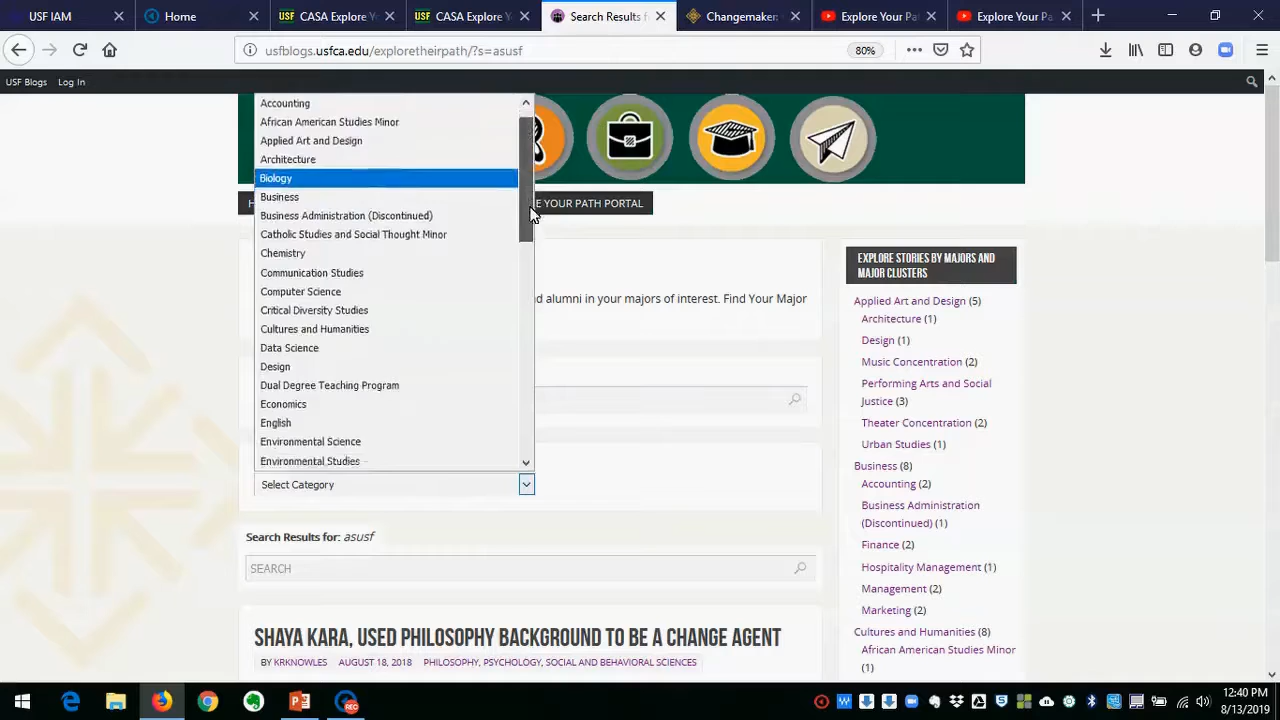 USF IAM
Home
USF CASA Explore Y
USF CASA Explore Y
Search Results for
Changemaker
Explore Your Pa
Explore Your Pa
usfblogs.usfca.edu/exploretheirpath/?s=asusf
80%
USF Blogs Log In
Accounting
African American Studies Minor
Applied Art and Design
Architecture
Biology
Business
Business Administration (Discontinued)
Catholic Studies and Social Thought Minor
Chemistry
Communication Studies
Computer Science
Critical Diversity Studies
Cultures and Humanities
Data Science
Design
Dual Degree Teaching Program
Economics
English
Environmental Science
Environmental Studies
Select Category
H
E YOUR PATH PORTAL
d alumni in your majors of interest. Find Your Major
Search Results for: asusf
SEARCH
SHAYA KARA, USED PHILOSOPHY BACKGROUND TO BE A CHANGE AGENT
BY KRKNOWLES AUGUST 18, 2018 PHILOSOPHY, PSYCHOLOGY, SOCIAL AND BEHAVIORAL SCIENCES
EXPLORE STORIES BY MAJORS AND
MAJOR CLUSTERS
Applied Art and Design (5)
Architecture (1)
Design (1)
Music Concentration (2)
Performing Arts and Social
Justice (3)
Theater Concentration (2)
Urban Studies (1)
Business (8)
Accounting (2)
Business Administration
(Discontinued) (1)
Finance (2)
Hospitality Management (1)
Management (2)
Marketing (2)
Cultures and Humanities (8)
African American Studies Minor
(1)
REC
12:40 PM
8/13/2019